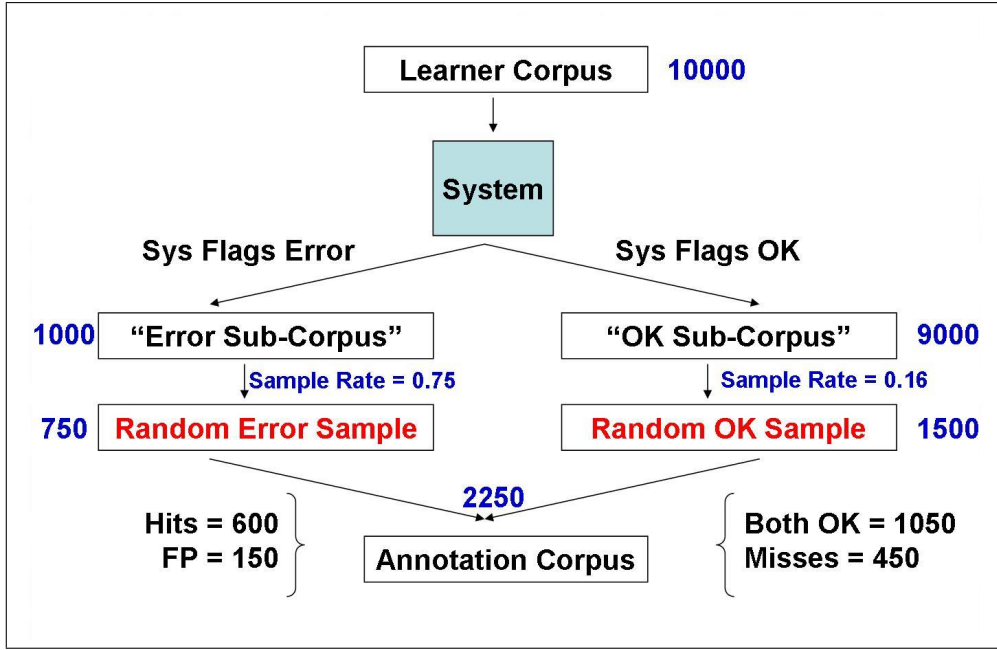 Learner Corpus
10000
System
Sys Flags Error
Sys Flags OK
1000
“Error Sub-Corpus”
“OK Sub-Corpus”
9000
Sample Rate = 0.75
Sample Rate = 0.16
750
Random Error Sample
Random OK Sample
1500
2250
Hits = 600
FP = 150
Annotation Corpus
Both OK = 1050
Misses = 450